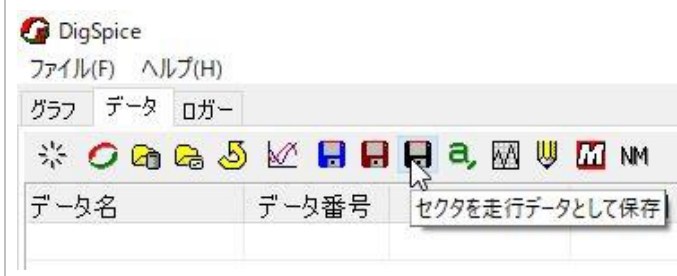 DigSpice
ファイル(F) ヘルプ(H)
グラフ データ ロガー
a, M NM
データ名 データ番号 セクタを走行データとして保存